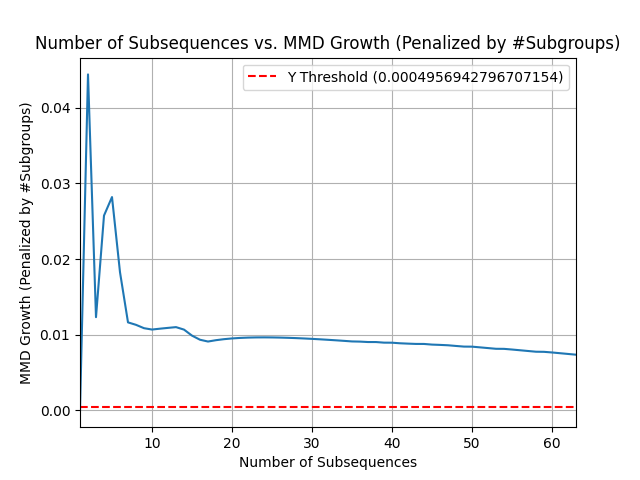 Number of Subsequences vs. MMD Growth (Penalized by #Subgroups)
Y Threshold (0.0004956942796707154)
MMD Growth (Penalized by #Subgroups)
0.04
0.03
0.02
0.01
0.00
10 20 30 40 50 60
Number of Subsequences